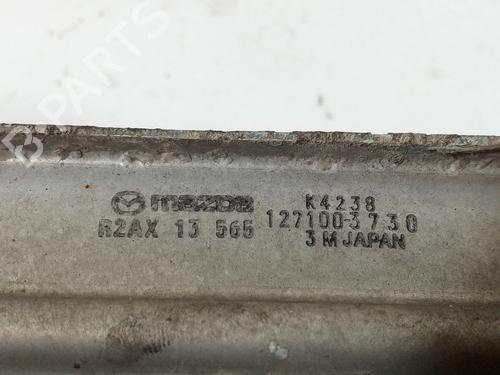 B PARTS
mazda K4238
R2AX 13 565 127100-3730
3 M JAPAN